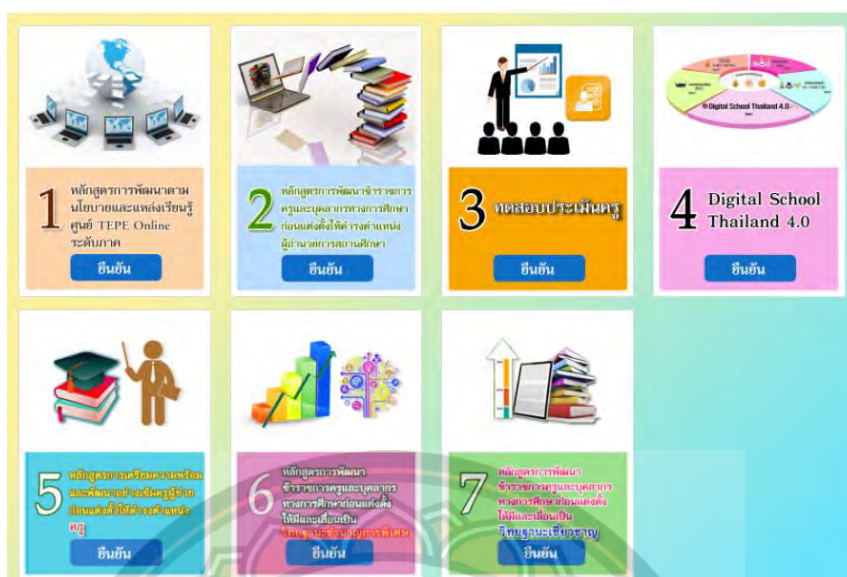 1
หลักสูตรการพัฒนาตาม
นโยบายและแหล่งเรียนรู้
ศูนย์ TEPE Online
ระดับภาค
ยืนยัน
2
หลักสูตรการพัฒนาข้าราชการ
ครูและบุคลากรทางการศึกษา
ก่อนแต่งตั้งให้ดำรงตำแหน่ง
ผู้อำนวยการสถานศึกษา
ยืนยัน
3
ทดสอบประเมินครู
ยืนยัน
Digital School Thailand 4.0
4
Digital School
Thailand 4.0
ยืนยัน
5
หลักสูตรการเตรียมความพร้อม
และพัฒนาอย่างเข้มครูผู้ช่วย
ก่อนแต่งตั้งให้ดำรงตำแหน่ง
ครู
ยืนยัน
6
หลักสูตรการพัฒนา
ข้าราชการครูและบุคลากร
ทางการศึกษาก่อนแต่งตั้ง
ให้มีและเลื่อนเป็น
วิทยฐานะชำนาญการพิเศษ
ยืนยัน
7
หลักสูตรการพัฒนา
ข้าราชการครูและบุคลากร
ทางการศึกษาก่อนแต่งตั้ง
ให้มีและเลื่อนเป็น
วิทยฐานะเชี่ยวชาญ
ยืนยัน